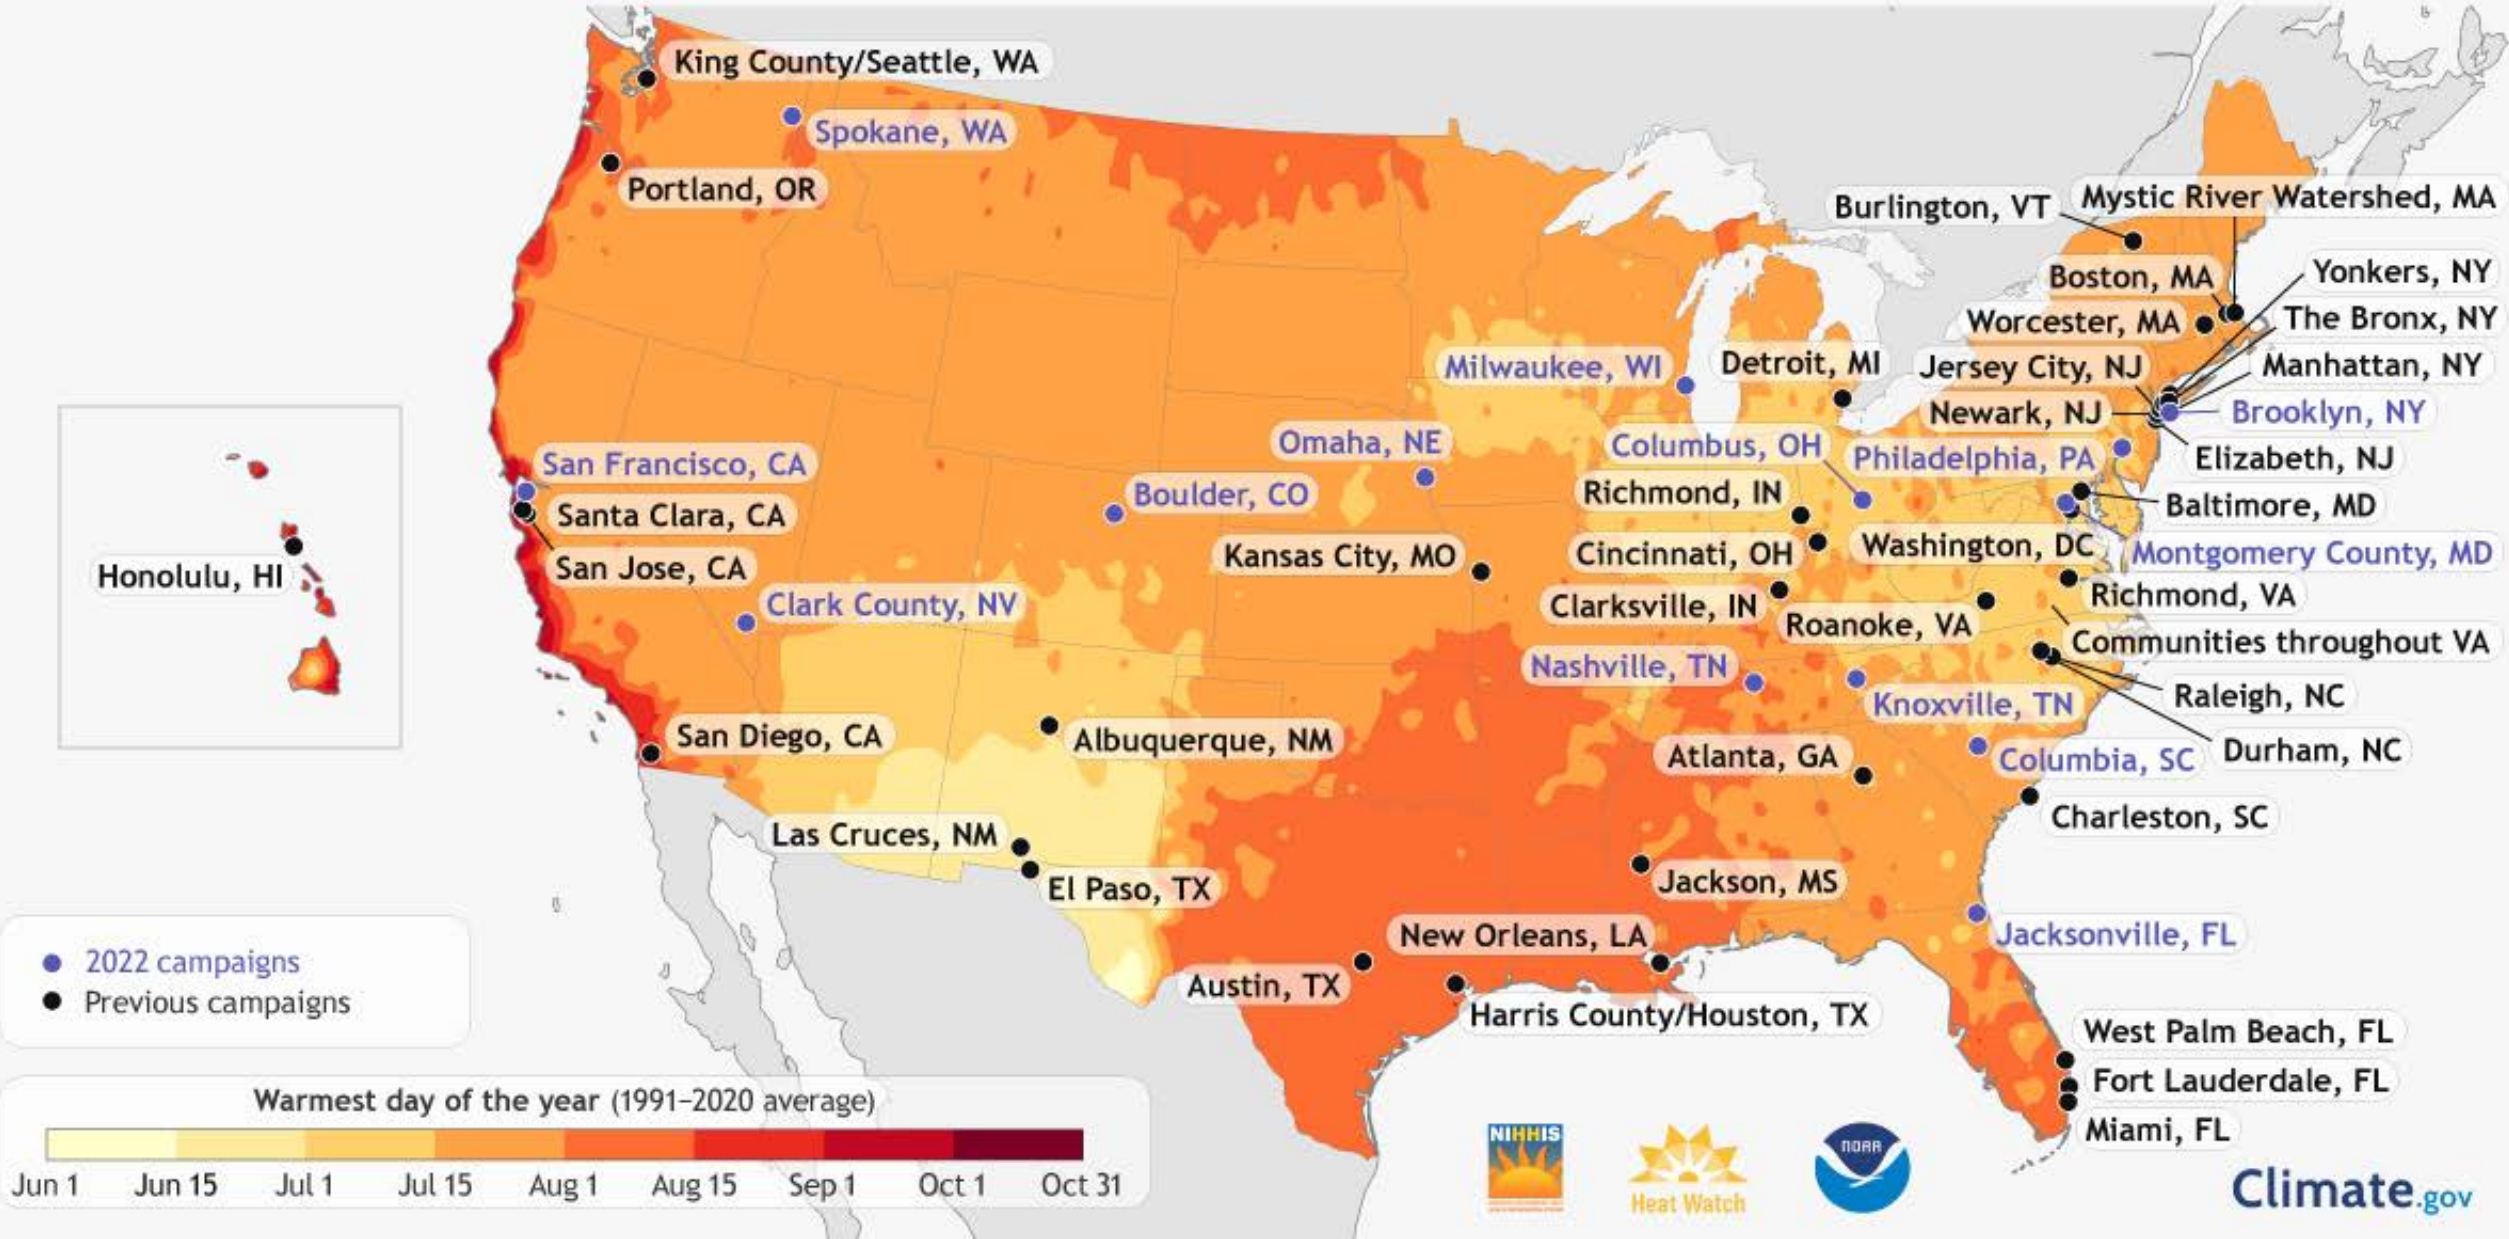 King County/Seattle, WA
Spokane, WA
Portland, OR
Burlington, VT
Mystic River Watershed, MA
Boston, MA
Yonkers, NY
Worcester, MA
The Bronx, NY
Milwaukee, WI
Detroit, MI
Jersey City, NJ
Manhattan, NY
Newark, NJ
Brooklyn, NY
Omaha, NE
Columbus, OH
Philadelphia, PA
Elizabeth, NJ
San Francisco, CA
Boulder, CO
Richmond, IN
Baltimore, MD
Santa Clara, CA
Kansas City, MO
Cincinnati, OH
Washington, DC
Montgomery County, MD
San Jose, CA
Honolulu, HI
Clark County, NV
Clarksville, IN
Roanoke, VA
Richmond, VA
Communities throughout VA
Nashville, TN
Knoxville, TN
Raleigh, NC
San Diego, CA
Albuquerque, NM
Atlanta, GA
Columbia, SC
Durham, NC
Charleston, SC
Las Cruces, NM
El Paso, TX
Jackson, MS
New Orleans, LA
Jacksonville, FL
Austin, TX
Harris County/Houston, TX
West Palm Beach, FL
Fort Lauderdale, FL
Miami, FL
2022 campaigns
Previous campaigns
Warmest day of the year (1991–2020 average)
Jun 1 Jun 15 Jul 1 Jul 15 Aug 1 Aug 15 Sep 1 Oct 1 Oct 31
NIHHIS
Heat Watch
NOAA
Climate.gov